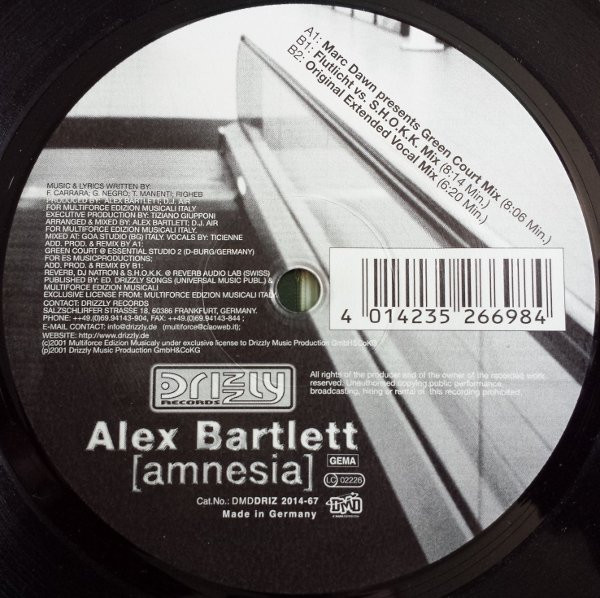 A1: Marc Dawn presents Green Court Mix (8:06 Min.)
B1: Flutlicht vs. S.H.O.K.K. Mix (8:14 Min.)
B2: Original Extended Vocal Mix (6:20 Min.)
MUSIC & LYRICS WRITTEN BY:
F. CARRARA; G. NEGRO; T. MANENTI; RIGHEB
PRODUCED BY: ALEX BARTLETT; D.J. AIR
FOR MULTIFORCE EDIZION MUSICALI ITALY.
EXECUTIVE PRODUCTION BY: TIZIANO GIUPPONI
ARRANGED & MIXED BY: ALEX BARTLETT; D.J. AIR
FOR MULTIFORCE EDIZION MUSICALI ITALY.
MIXED AT: GOA STUDIO (BG) ITALY. VOCALS BY: TICIENNE
ADD. PROD. & REMIX BY A1:
GREEN COURT @ ESSENTIAL STUDIO 2 (D-BURG/GERMANY)
FOR ES MUSICPRODUCTIONS;
ADD. PROD. & REMIX BY B1:
REVERB, DJ NATRON & S.H.O.K.K. @ REVERB AUDIO LAB (SWISS)
PUBLISHED BY: ED. DRIZZLY SONGS (UNIVERSAL MUSIC PUBL.) &
MULTIFORCE EDIZION MUSICALI
EXCLUSIVE LICENSE FROM: MULTIFORCE EDIZION MUSICALI ITALY.
CONTACT: DRIZZLY RECORDS
SALZSCHLIRFER STRASSE 18, 60386 FRANKFURT, GERMANY.
PHONE: ++49.(0)69.94143-904, FAX: ++49.(0)69.94143-844 ;
E-MAIL CONTACT: info@drizzly.de (multiforce@ciaoweb.it);
WEBSITE: http://www.drizzly.de
(c)2001 Multiforce Edizion Musicaly under exclusive license to Drizzly Music Production GmbH&CoKG
(p)2001 Drizzly Music Production GmbH&CoKG
4 014235 266984
All rights of the producer end of the owner of the recorded work
reserved. Unauthorised copying public performance,
broadcasting, hiring or rental of this recording prohibited.
DRIZZLY
RECORDS
Alex Bartlett
[amnesia]
GEMA
LC 02226
Cat.No.: DMDDRIZ 2014-67
DMD
Made in Germany